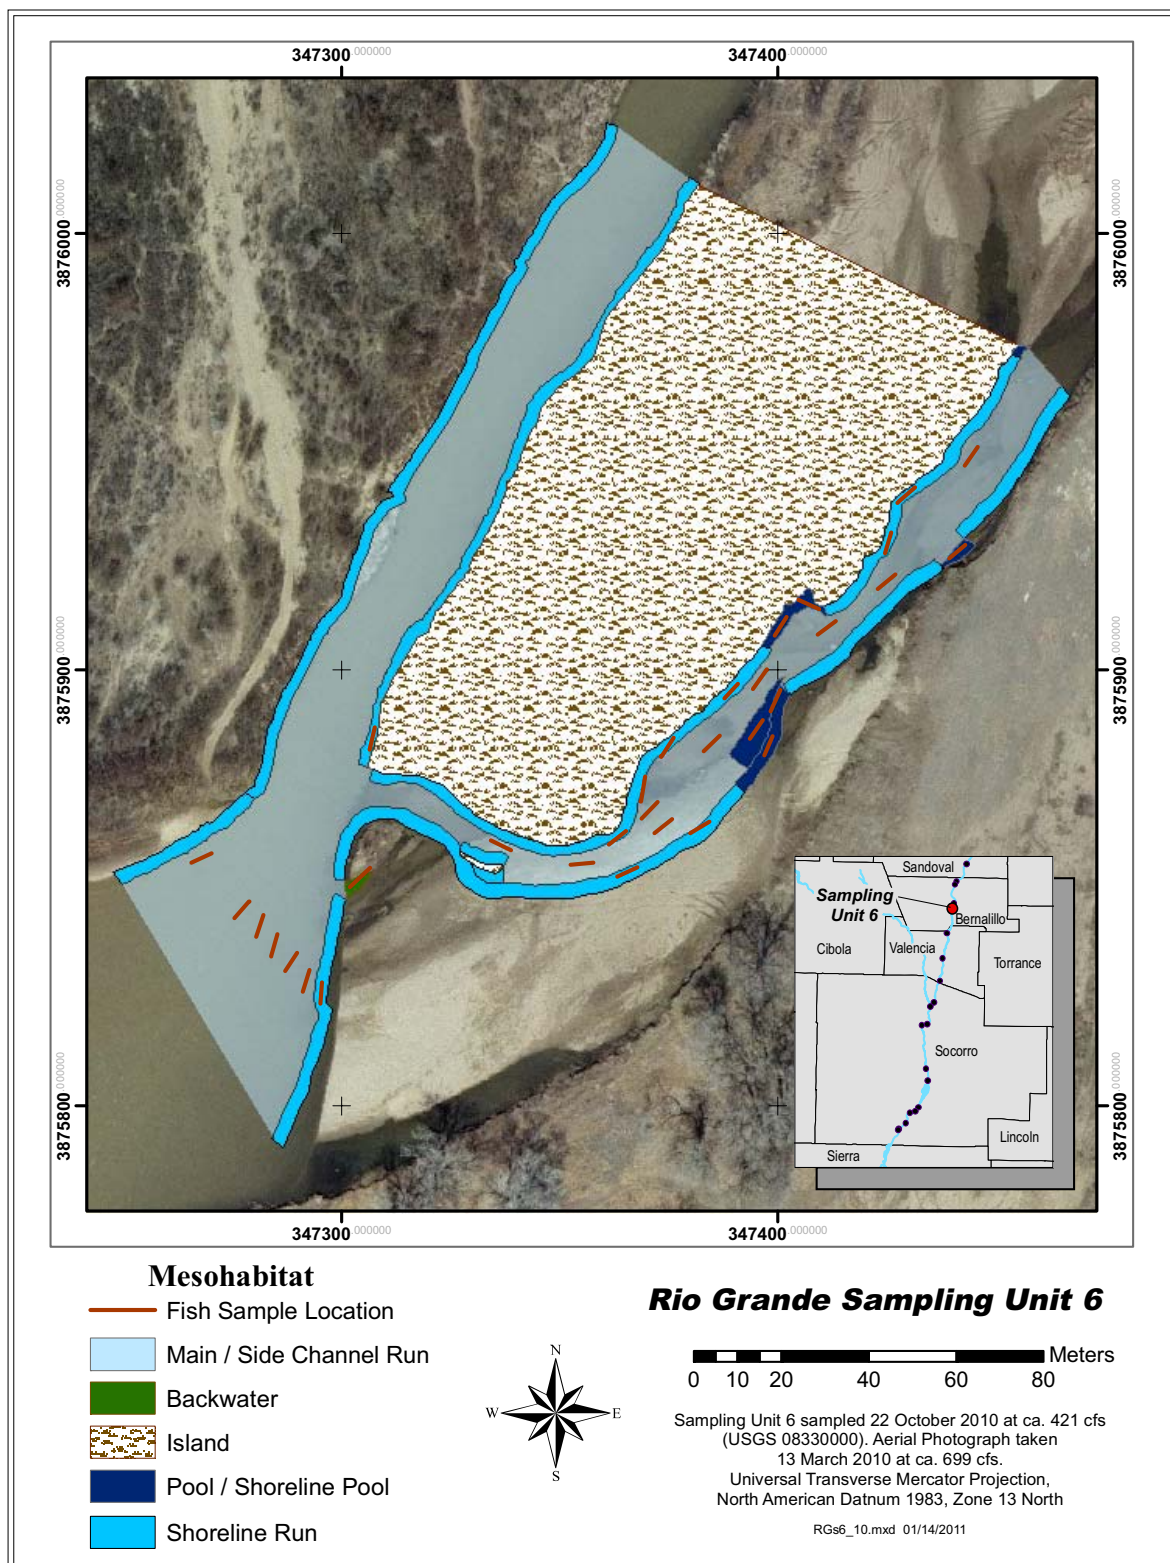 347300.000000 347400.000000
3876000.000000 3876000.000000
3875900.000000 3875900.000000
3875800.000000 3875800.000000
347300.000000 347400.000000
Sandoval
Sampling
Unit 6
Bernalillo
Cibola
Valencia
Torrance
Socorro
Lincoln
Sierra
Mesohabitat
Fish Sample Location
Main / Side Channel Run
Backwater
Island
Pool / Shoreline Pool
Shoreline Run
N
W E
S
Rio Grande Sampling Unit 6
Meters
0 10 20 40 60 80
Sampling Unit 6 sampled 22 October 2010 at ca. 421 cfs
(USGS 08330000). Aerial Photograph taken
13 March 2010 at ca. 699 cfs.
Universal Transverse Mercator Projection,
North American Datnum 1983, Zone 13 North
RGs6_10.mxd 01/14/2011